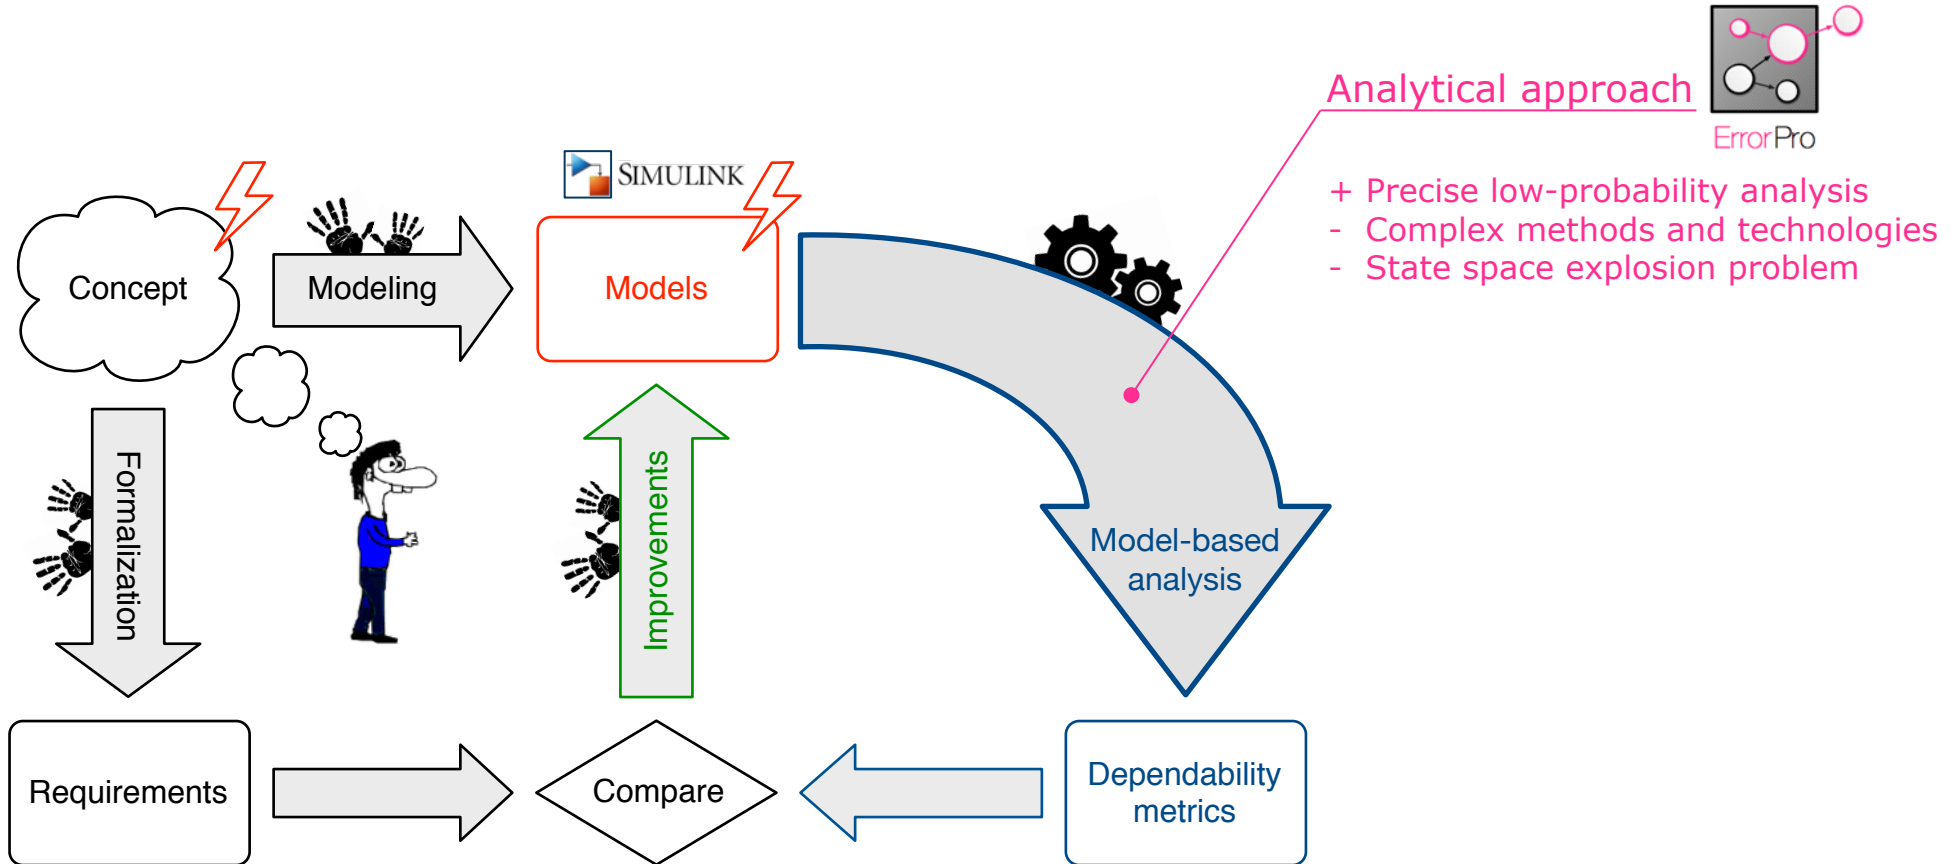 Analytical approach
ErrorPro
+ Precise low-probability analysis
- Complex methods and technologies
- State space explosion problem
SIMULINK
Concept
Modeling
Models
Formalization
Improvements
Model-based
analysis
Requirements
Compare
Dependability
metrics